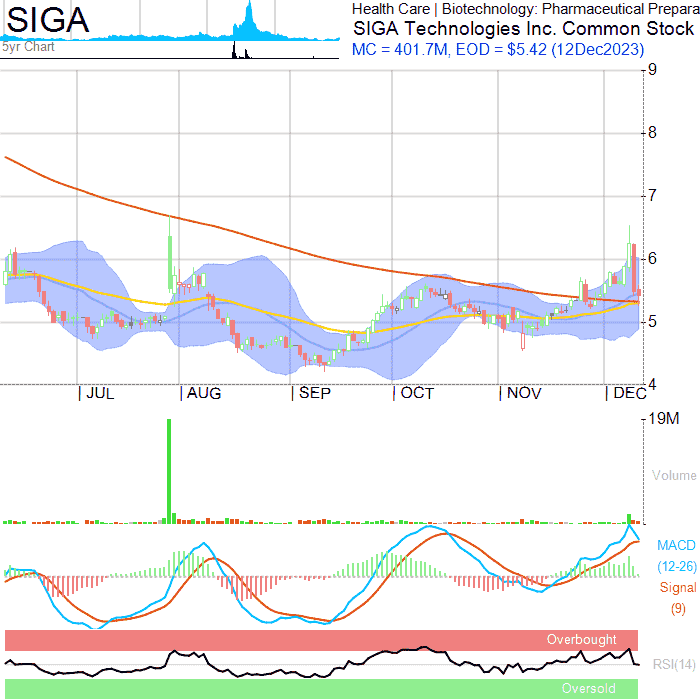 SIGA
5yr Chart
Health Care | Biotechnology: Pharmaceutical Prepara
SIGA Technologies Inc. Common Stock
MC = 401.7M, EOD = $5.42 (12Dec2023)
9
8
7
6
5
4
| JUL | AUG | SEP | OCT | NOV | DEC
19M
Volume
MACD
(12-26)
Signal
(9)
Overbought
RSI(14)
Oversold